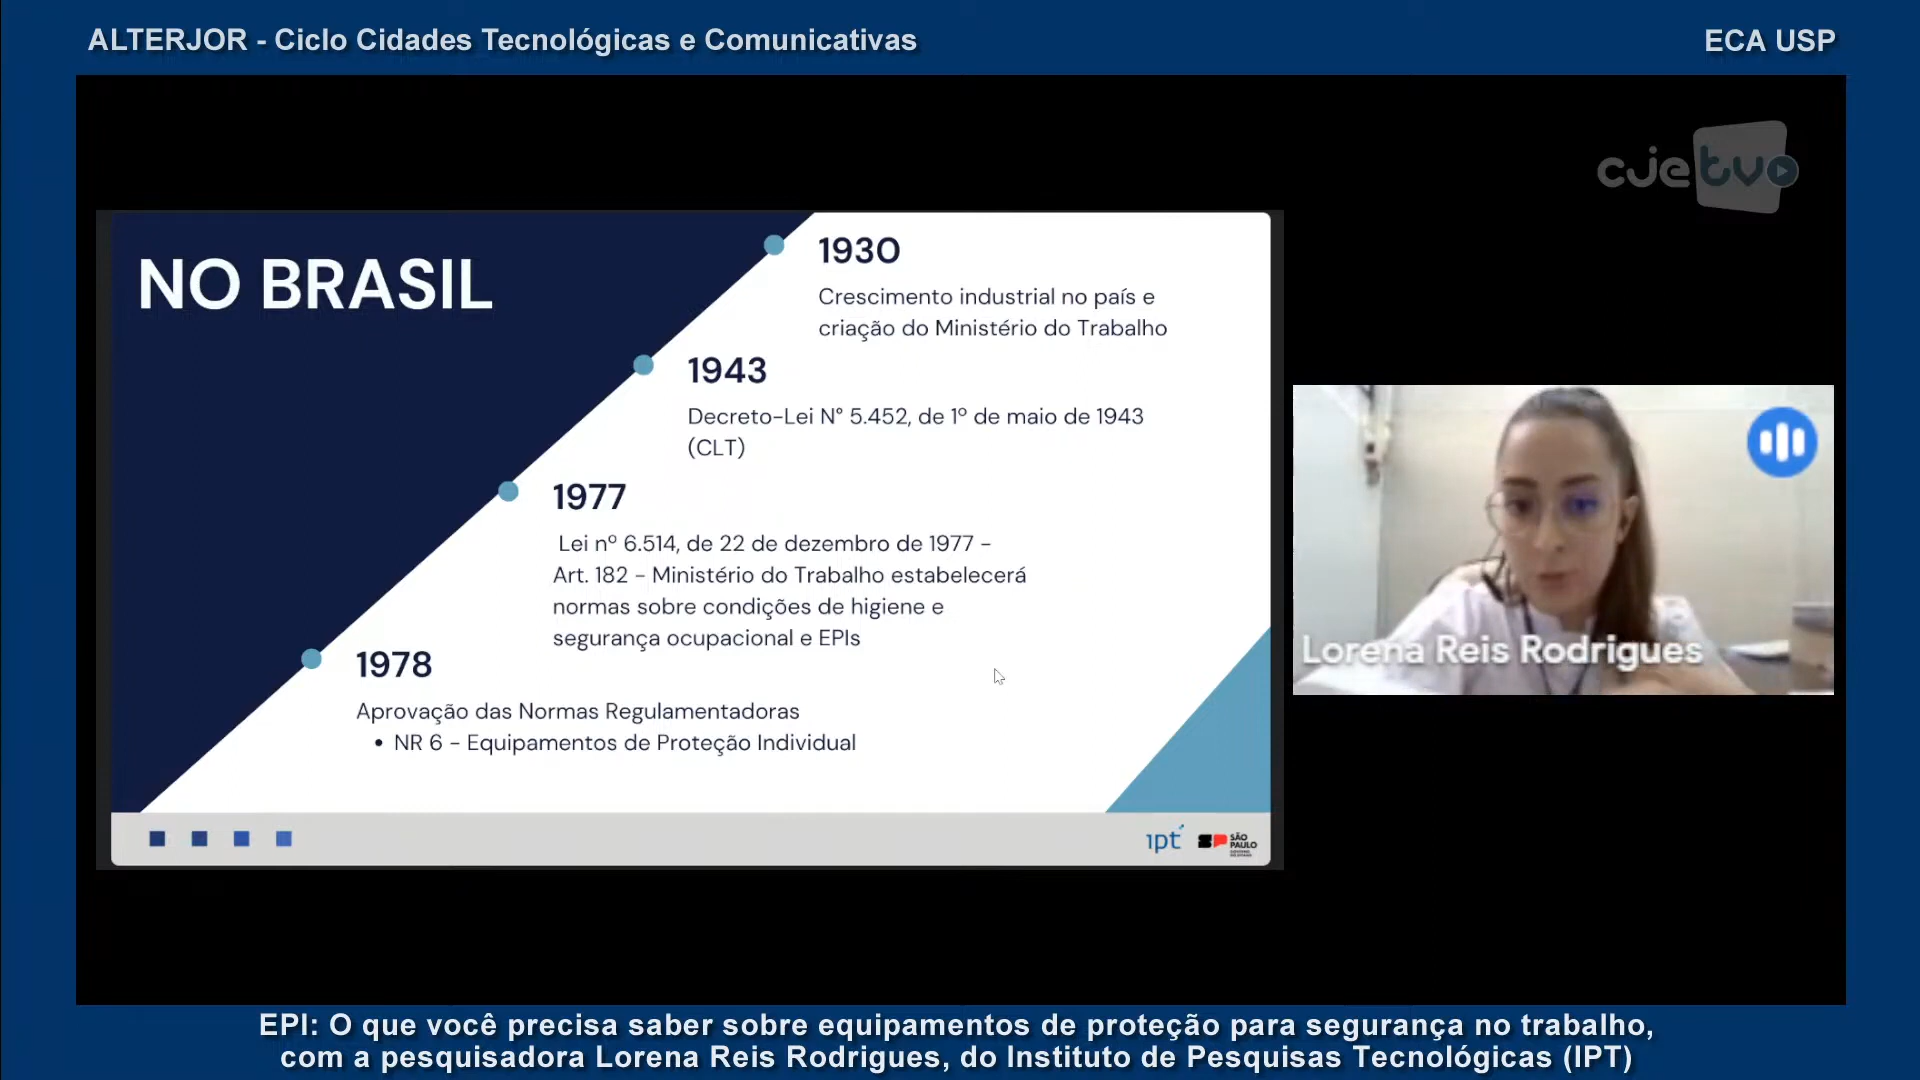 ALTERJOR - Ciclo Cidades Tecnológicas e Comunicativas
ECA USP
cje tv
NO BRASIL
1930
Crescimento industrial no país e
criação do Ministério do Trabalho
1943
Decreto-Lei N° 5.452, de 1º de maio de 1943
(CLT)
1977
Lei nº 6.514, de 22 de dezembro de 1977 -
Art. 182 - Ministério do Trabalho estabelecerá
normas sobre condições de higiene e
segurança ocupacional e EPIs
1978
Aprovação das Normas Regulamentadoras
• NR 6 - Equipamentos de Proteção Individual
ipt
SP
SÃO
PAULO
Lorena Reis Rodrigues
EPI: O que você precisa saber sobre equipamentos de proteção para segurança no trabalho,
com a pesquisadora Lorena Reis Rodrigues, do Instituto de Pesquisas Tecnológicas (IPT)